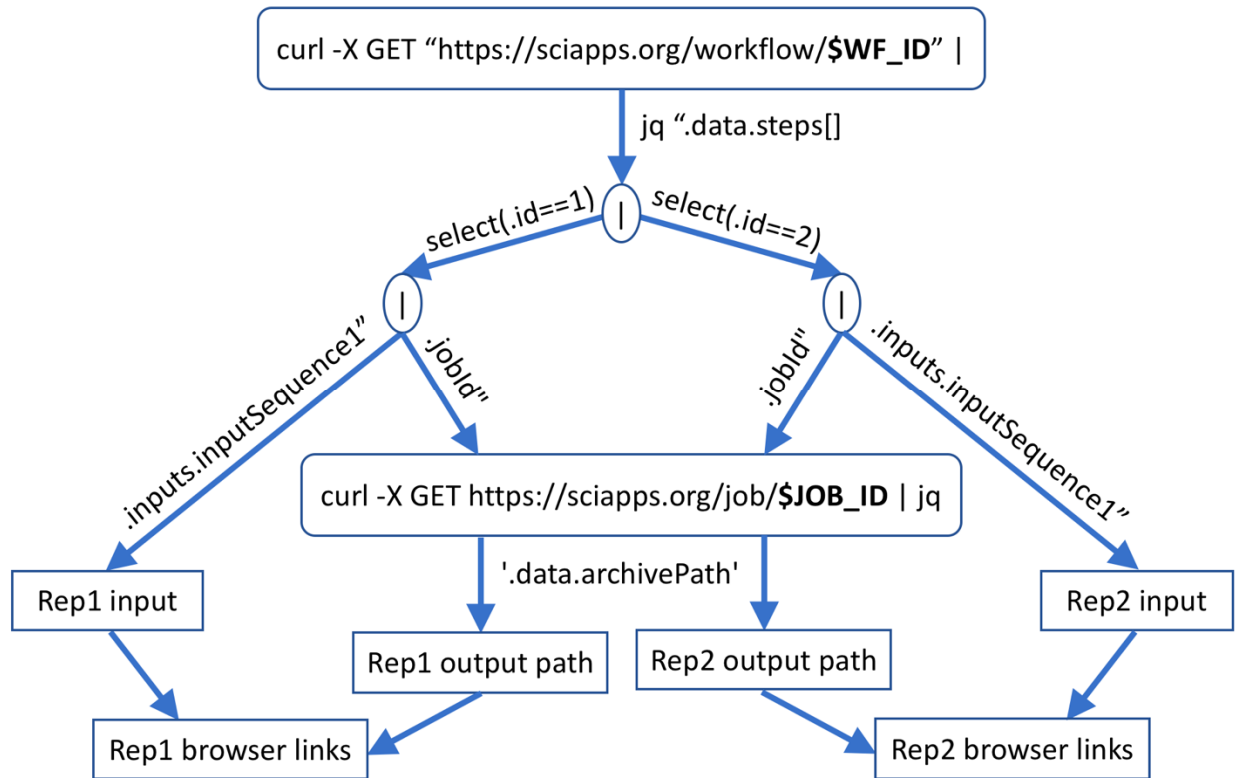 curl -X GET “https://sciapps.org/workflow/$WF_ID” |
jq “.data.steps[]
|
select(.id==1)
select(.id==2)
|
|
.inputs.inputSequence1”
.jobId"
.jobId"
.inputs.inputSequence1”
curl -X GET https://sciapps.org/job/$JOB_ID | jq
'.data.archivePath'
Rep1 input
Rep2 input
Rep1 output path
Rep2 output path
Rep1 browser links
Rep2 browser links